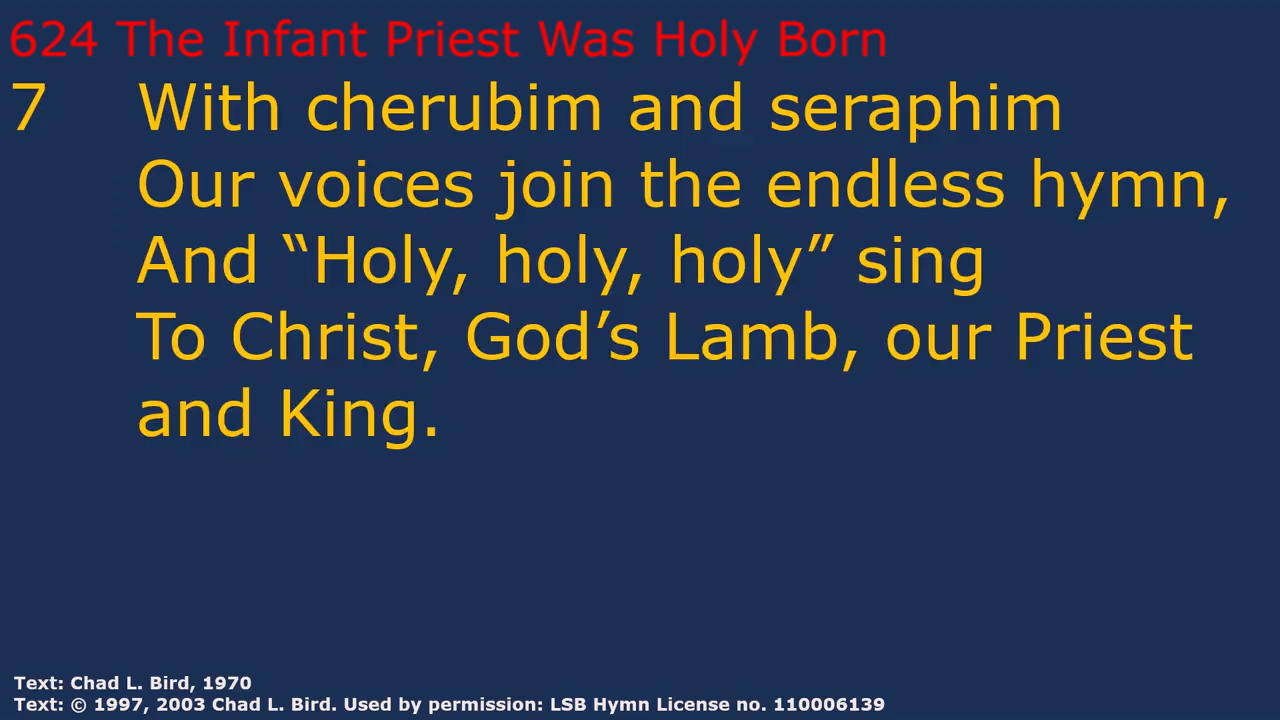 624 The Infant Priest Was Holy Born
7 With cherubim and seraphim
Our voices join the endless hymn,
And “Holy, holy, holy” sing
To Christ, God’s Lamb, our Priest
and King.
Text: Chad L. Bird, 1970
Text: © 1997, 2003 Chad L. Bird. Used by permission: LSB Hymn License no. 110006139